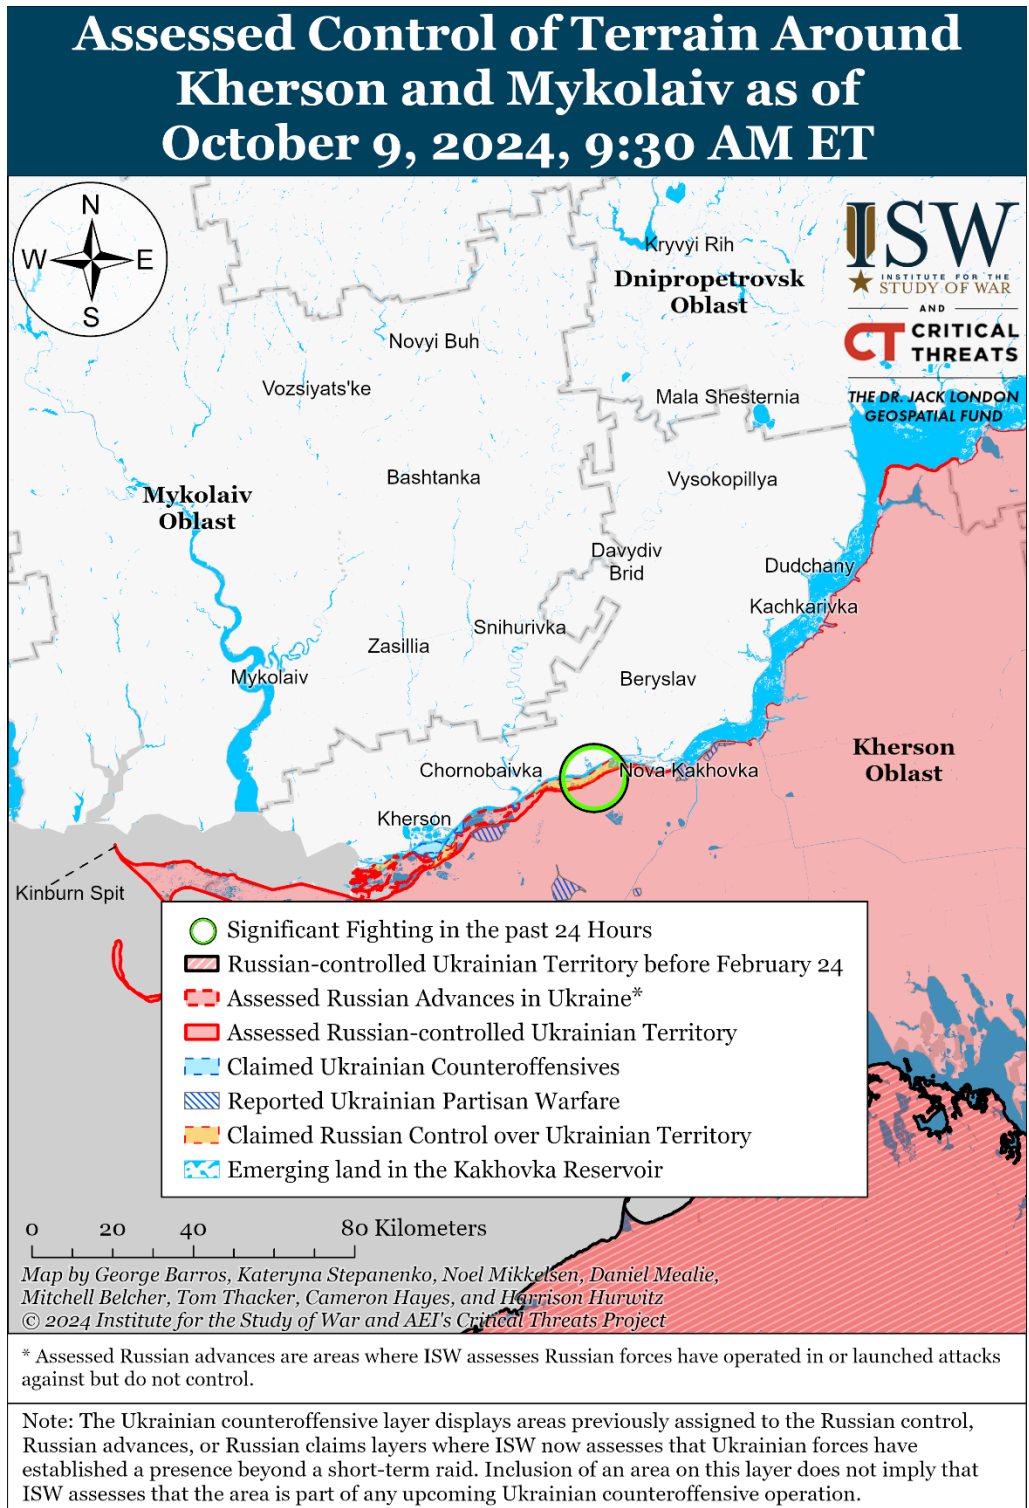 Assessed Control of Terrain Around
Kherson and Mykolaiv as of
October 9, 2024, 9:30 AM ET
N
W
E
S
ISW
INSTITUTE FOR THE
STUDY OF WAR
AND
CT CRITICAL
THREATS
THE DR. JACK LONDON
GEOSPATIAL FUND
Kryvyi Rih
Dnipropetrovsk
Oblast
Novyi Buh
Vozsiyats'ke
Mala Shesternia
Bashtanka
Vysokopillya
Mykolaiv
Oblast
Davydiv
Brid
Dudchany
Kachkarivka
Snihurivka
Zasillia
Mykolaiv
Beryslav
Kherson
Oblast
Chornobaivka
Nova Kakhovka
Kherson
Kinburn Spit
Significant Fighting in the past 24 Hours
Russian-controlled Ukrainian Territory before February 24
Assessed Russian Advances in Ukraine*
Assessed Russian-controlled Ukrainian Territory
Claimed Ukrainian Counteroffensives
Reported Ukrainian Partisan Warfare
Claimed Russian Control over Ukrainian Territory
Emerging land in the Kakhovka Reservoir
0 20 40 80 Kilometers
Map by George Barros, Kateryna Stepanenko, Noel Mikkelsen, Daniel Mealie,
Mitchell Belcher, Tom Thacker, Cameron Hayes, and Harrison Hurwitz
© 2024 Institute for the Study of War and AEI's Critical Threats Project
* Assessed Russian advances are areas where ISW assesses Russian forces have operated in or launched attacks
against but do not control.
Note: The Ukrainian counteroffensive layer displays areas previously assigned to the Russian control,
Russian advances, or Russian claims layers where ISW now assesses that Ukrainian forces have
established a presence beyond a short-term raid. Inclusion of an area on this layer does not imply that
ISW assesses that the area is part of any upcoming Ukrainian counteroffensive operation.